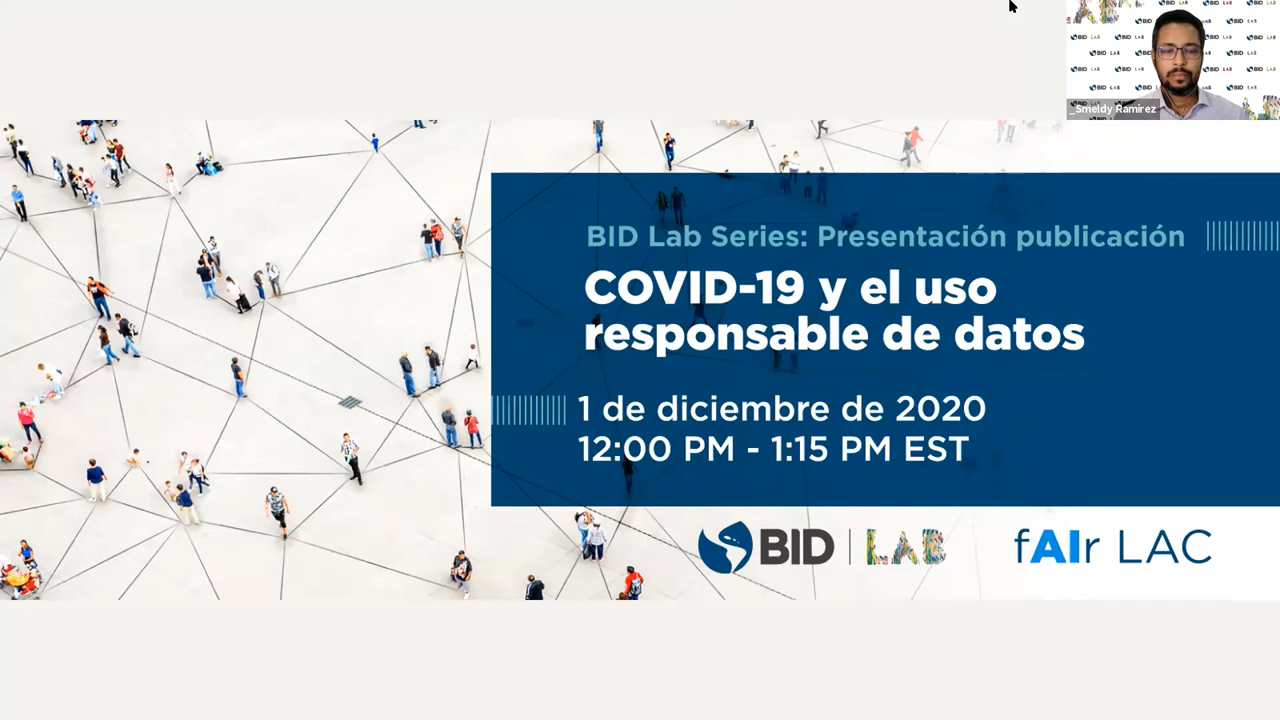 BID Lab Series: Presentación publicación
COVID-19 y el uso
responsable de datos
1 de diciembre de 2020
12:00 PM - 1:15 PM EST
BID | LAB
fAIr LAC
_Smeldy Ramirez